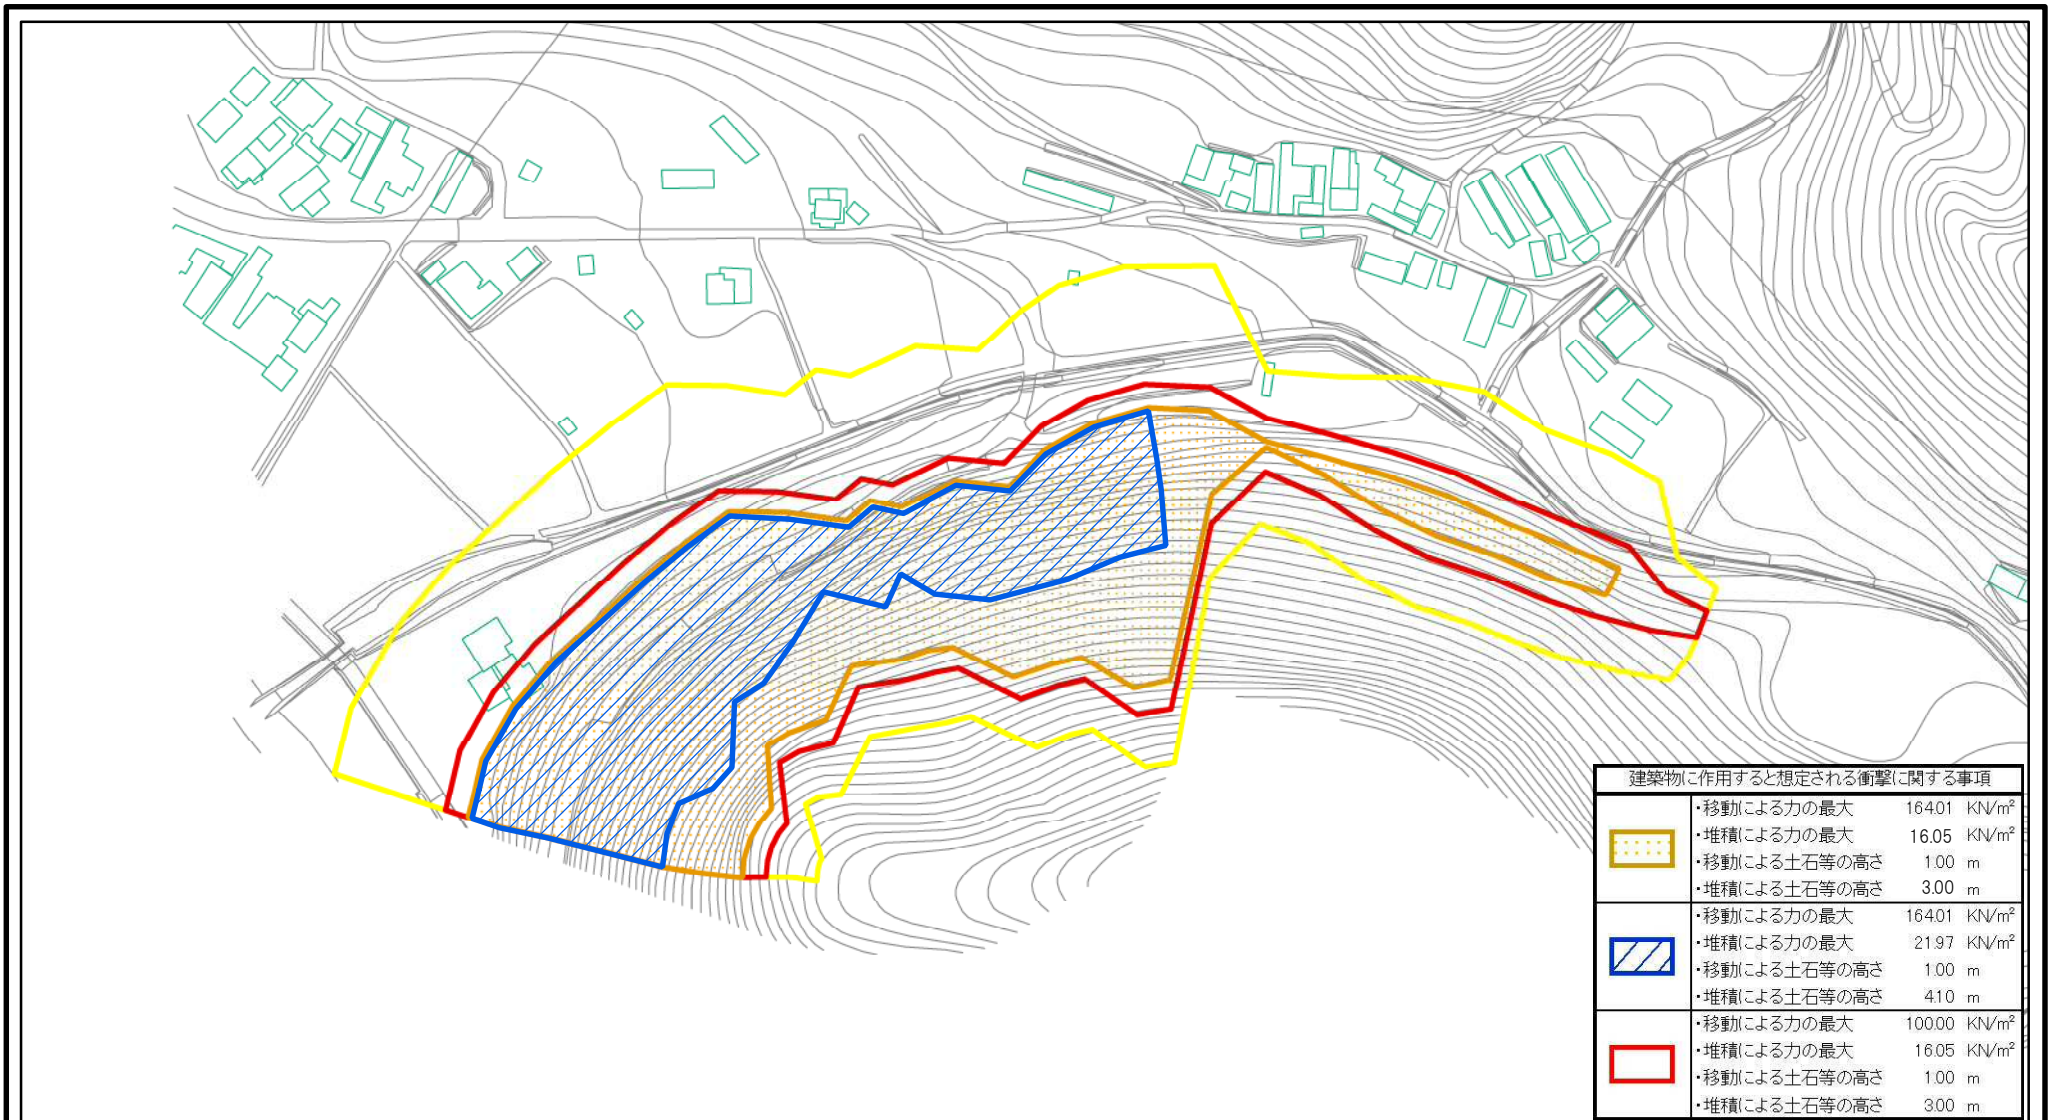 建築物に作用すると想定される衝撃に関する事項
・移動による力の最大 164.01 KN/m²
・堆積による力の最大 16.05 KN/m²
・移動による土石等の高さ 1.00 m
・堆積による土石等の高さ 3.00 m
・移動による力の最大 164.01 KN/m²
・堆積による力の最大 21.97 KN/m²
・移動による土石等の高さ 1.00 m
・堆積による土石等の高さ 4.10 m
・移動による力の最大 100.00 KN/m²
・堆積による力の最大 16.05 KN/m²
・移動による土石等の高さ 1.00 m
・堆積による土石等の高さ 3.00 m